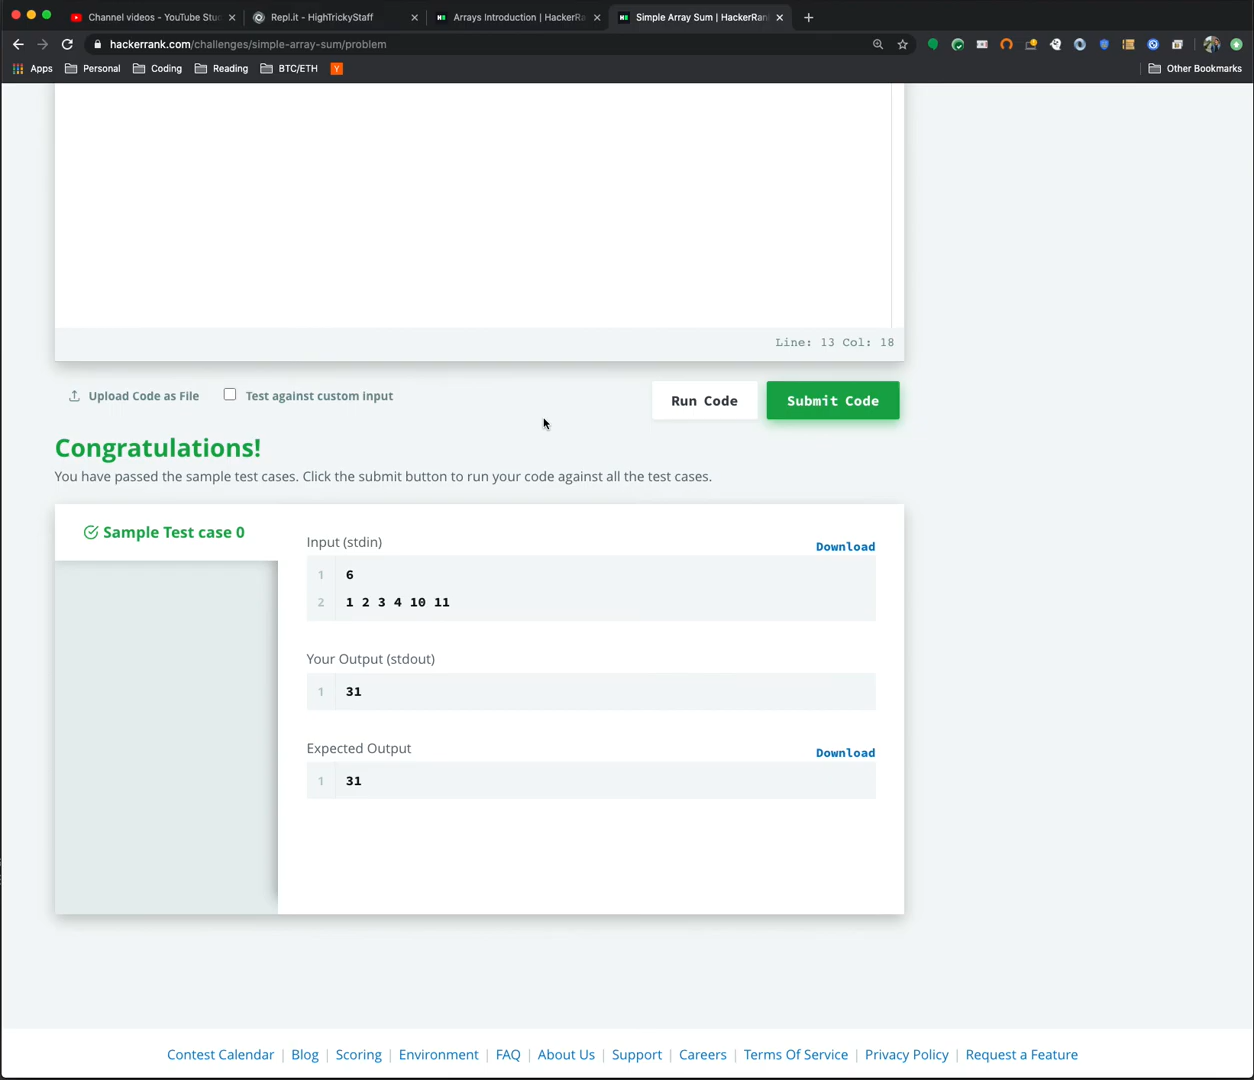 Channel videos - YouTube Stu
Repl.it - HighTrickyStaff
Arrays Introduction | HackerRa
Simple Array Sum | HackerRan
hackerrank.com/challenges/simple-array-sum/problem
Apps
Personal
Coding
Reading
BTC/ETH
Y
Other Bookmarks
Line: 13 Col: 18
Upload Code as File
Test against custom input
Run Code
Submit Code
Congratulations!
You have passed the sample test cases. Click the submit button to run your code against all the test cases.
Sample Test case 0
Input (stdin)
Download
1 6
2 1 2 3 4 10 11
Your Output (stdout)
1 31
Expected Output
Download
1 31
Contest Calendar | Blog | Scoring | Environment | FAQ | About Us | Support | Careers | Terms Of Service | Privacy Policy | Request a Feature